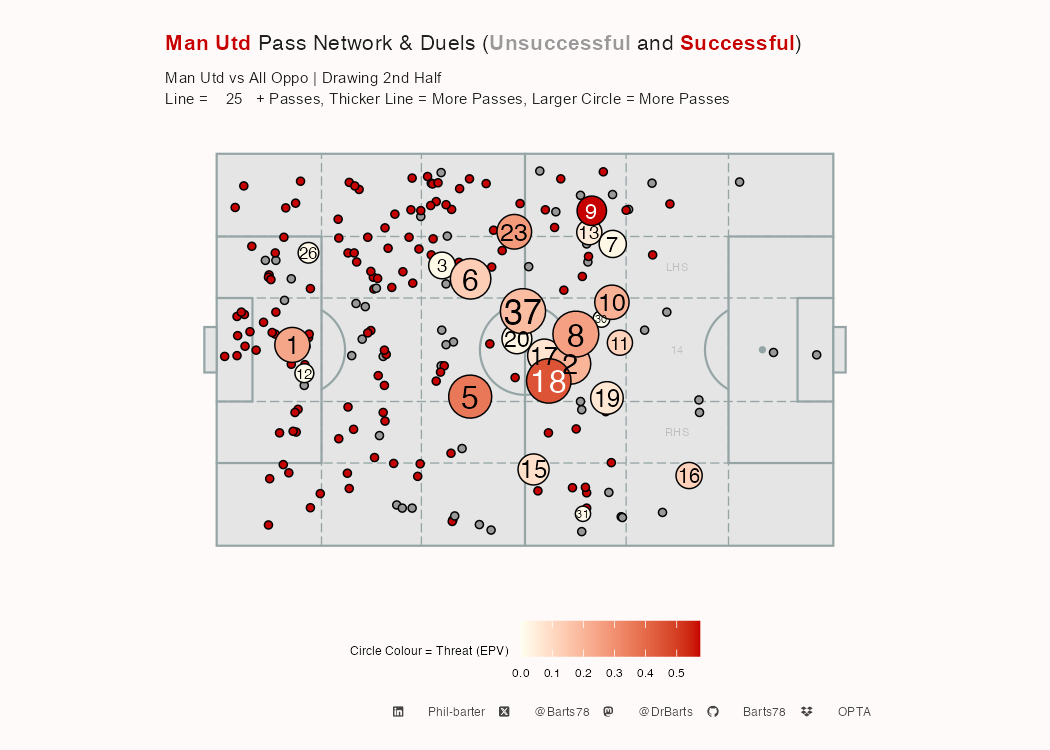 Man Utd Pass Network & Duels (Unsuccessful and Successful)
Man Utd vs All Oppo | Drawing 2nd Half
Line = 25 + Passes, Thicker Line = More Passes, Larger Circle = More Passes
9
23
13
7
26
3
LHS
6
10
37
8
20
11
1
17
14
2
12
18
5
19
RHS
15
16
31
Circle Colour = Threat (EPV)
0.0 0.1 0.2 0.3 0.4 0.5
Phil-barter @Barts78 @DrBarts Barts78 OPTA